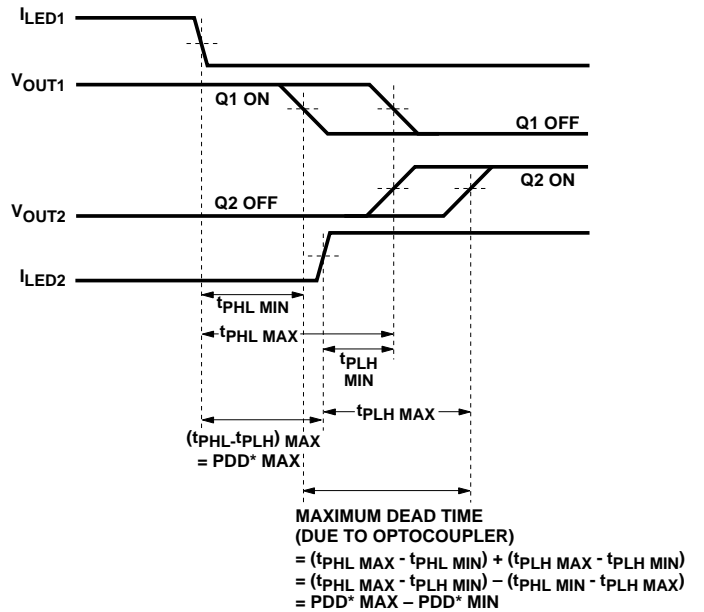 ILED1
VOUT1
Q1 ON
Q1 OFF
Q2 OFF
Q2 ON
VOUT2
ILED2
tPHL MIN
tPHL MAX
tPLH
MIN
tPLH MAX
(tPHL-tPLH) MAX
= PDD* MAX
MAXIMUM DEAD TIME
(DUE TO OPTOCOUPLER)
= (tPHL MAX - tPHL MIN) + (tPLH MAX - tPLH MIN)
= (tPHL MAX - tPLH MIN) – (tPHL MIN - tPLH MAX)
= PDD* MAX – PDD* MIN